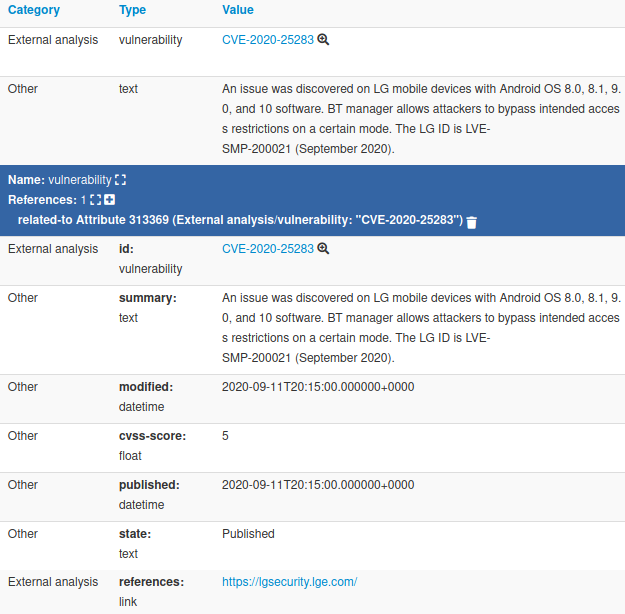 Category Type Value
External analysis vulnerability CVE-2020-25283
Other text An issue was discovered on LG mobile devices with Android OS 8.0, 8.1, 9.
0, and 10 software. BT manager allows attackers to bypass intended acces
s restrictions on a certain mode. The LG ID is LVE-
SMP-200021 (September 2020).
Name: vulnerability
References: 1
related-to Attribute 313369 (External analysis/vulnerability: "CVE-2020-25283")
External analysis id: CVE-2020-25283
vulnerability
Other summary: An issue was discovered on LG mobile devices with Android OS 8.0, 8.1, 9.
text 0, and 10 software. BT manager allows attackers to bypass intended acces
s restrictions on a certain mode. The LG ID is LVE-
SMP-200021 (September 2020).
Other modified: 2020-09-11T20:15:00.000000+0000
datetime
Other cvss-score: 5
float
Other published: 2020-09-11T20:15:00.000000+0000
datetime
Other state: Published
text
External analysis references: https://lgsecurity.lge.com/
link